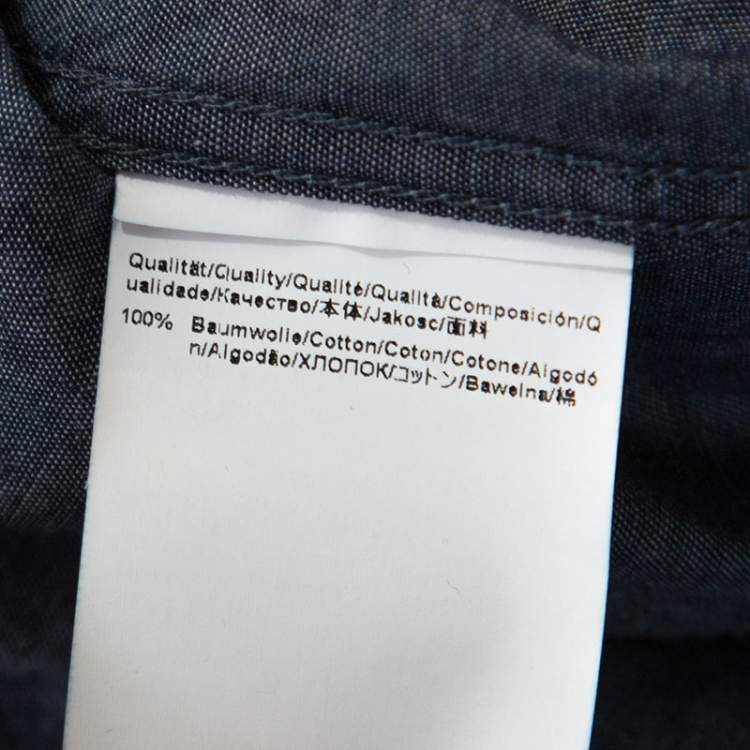 Qualität/Quality/Qualité/Qualità/Composición/Q
ualidade/Качество/本体/Jakosc/面料
100% Baumwolle/Cotton/Coton/Cotone/Algodó
n/Algodão/ХЛОПОК/コットン/Bawelna/棉